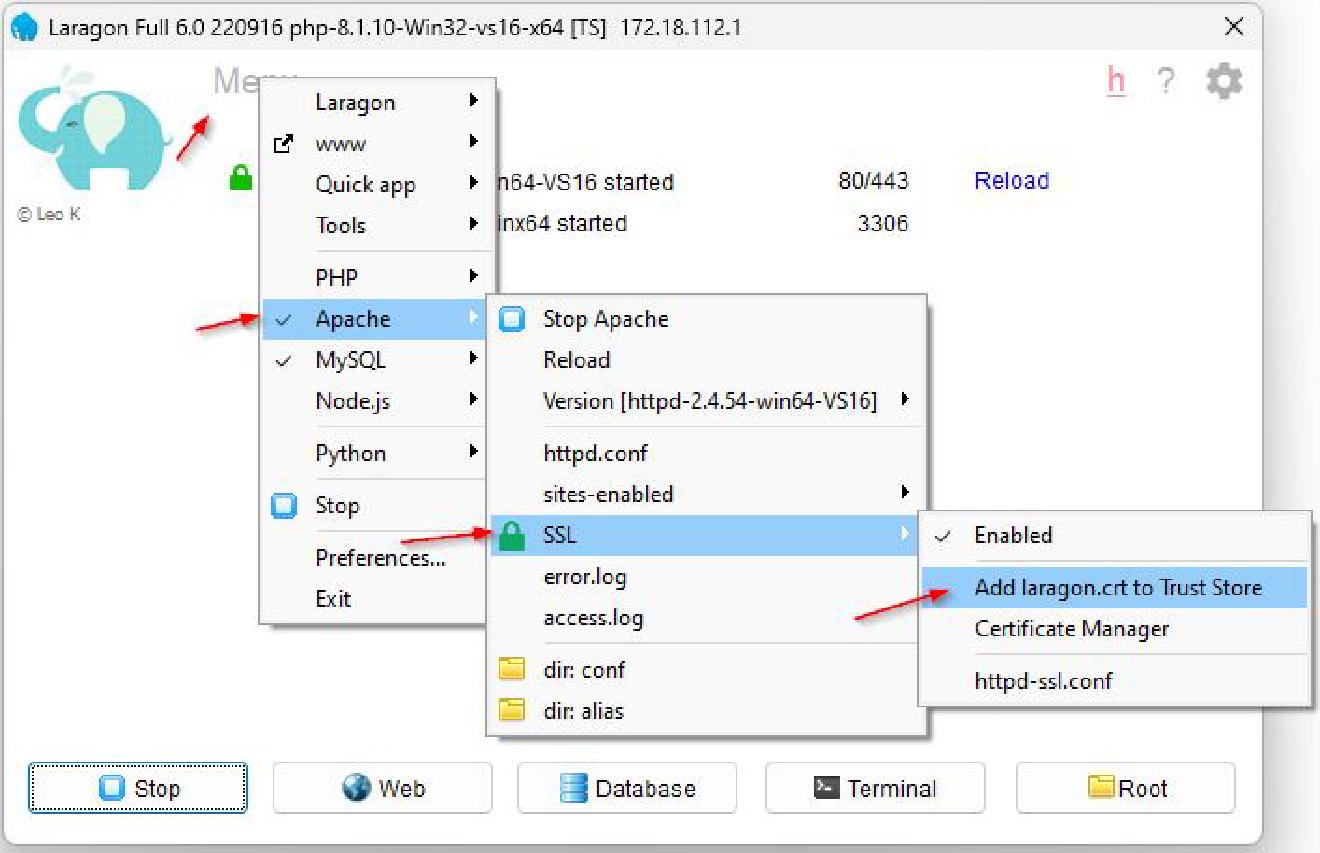 Laragon Full 6.0 220916 php-8.1.10-Win32-vs16-x64 [TS] 172.18.112.1
Me
h ?
© Leo K
Laragon
www
Quick app
Tools
PHP
Apache
MySQL
Node.js
Python
Stop
Preferences...
Exit
n64-VS16 started 80/443 Reload
inx64 started 3306
Stop Apache
Reload
Version [httpd-2.4.54-win64-VS16]
httpd.conf
sites-enabled
SSL
error.log
access.log
dir: conf
dir: alias
Enabled
Add laragon.crt to Trust Store
Certificate Manager
httpd-ssl.conf
Stop Web Database Terminal Root